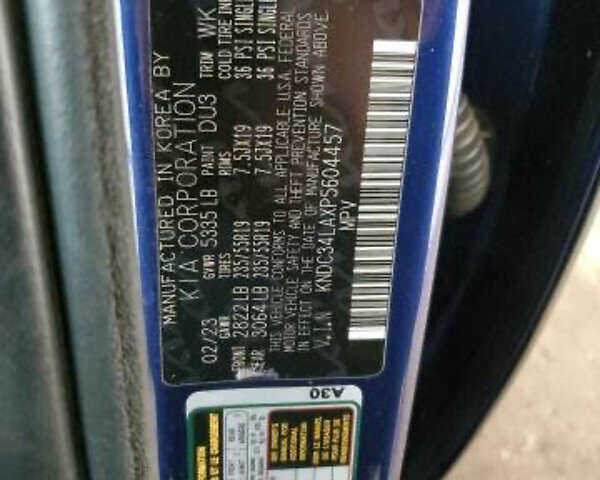 MANUFACTURED IN KOREA BY
KIA CORPORATION
02/23 GVWR 5335 LB PAINT DU3 TRIM WK
TIRES RIMS COLD TIRE
FRONT 2822 LB 235/55R19 7.5JX19 36 PSI SINGLE
REAR 3064 LB 235/55R19 7.5JX19 36 PSI SINGLE
THIS VEHICLE CONFORMS TO ALL APPLICABLE U.S.A. FEDERAL
MOTOR VEHICLE SAFETY AND THEFT PREVENTION STANDARDS
IN EFFECT ON THE DATE OF MANUFACTURE SHOWN ABOVE.
V.I.N KNDC34LAXP5604457
MPV
A30